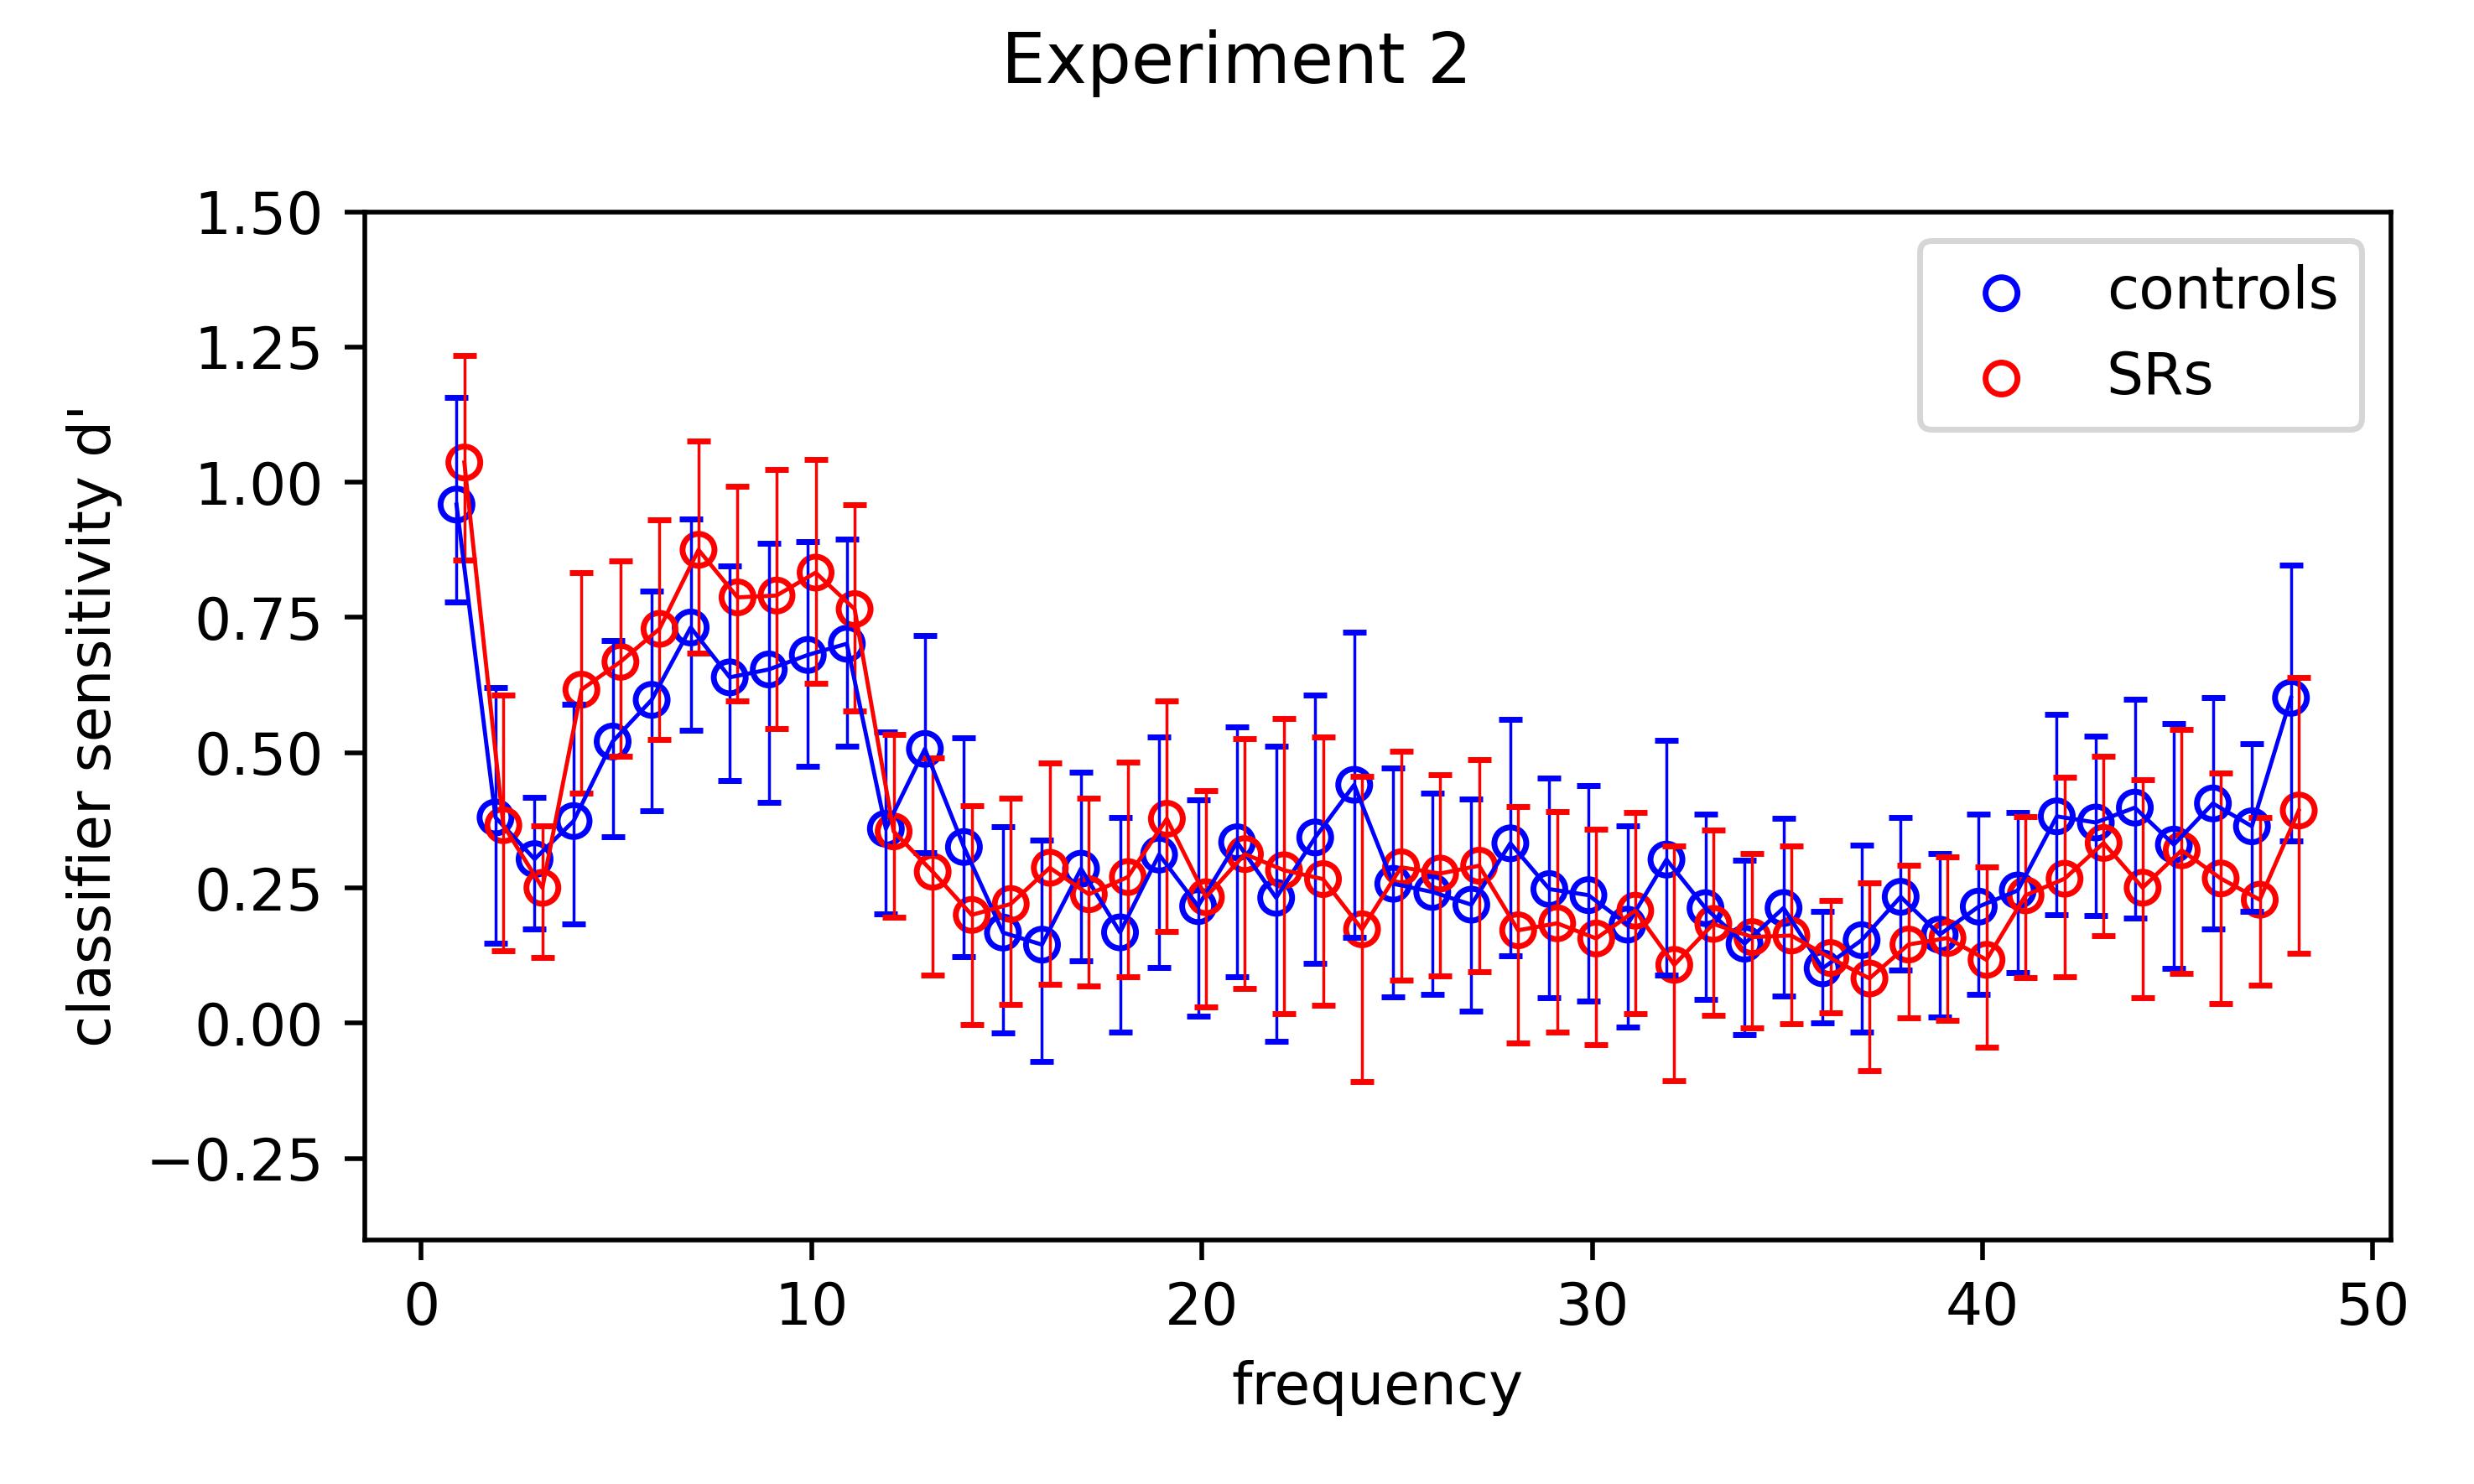 Experiment 2
controls
SRs
classifier sensitivity d'
1.50
1.25
1.00
0.75
0.50
0.25
0.00
−0.25
0 10 20 30 40 50
frequency